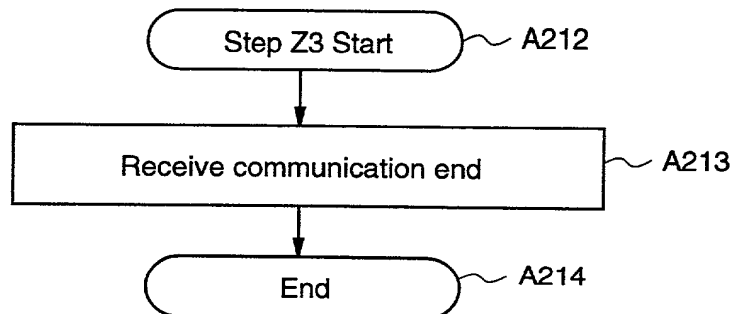 Step Z3 Start
A212
Receive communication end
A213
End
A214